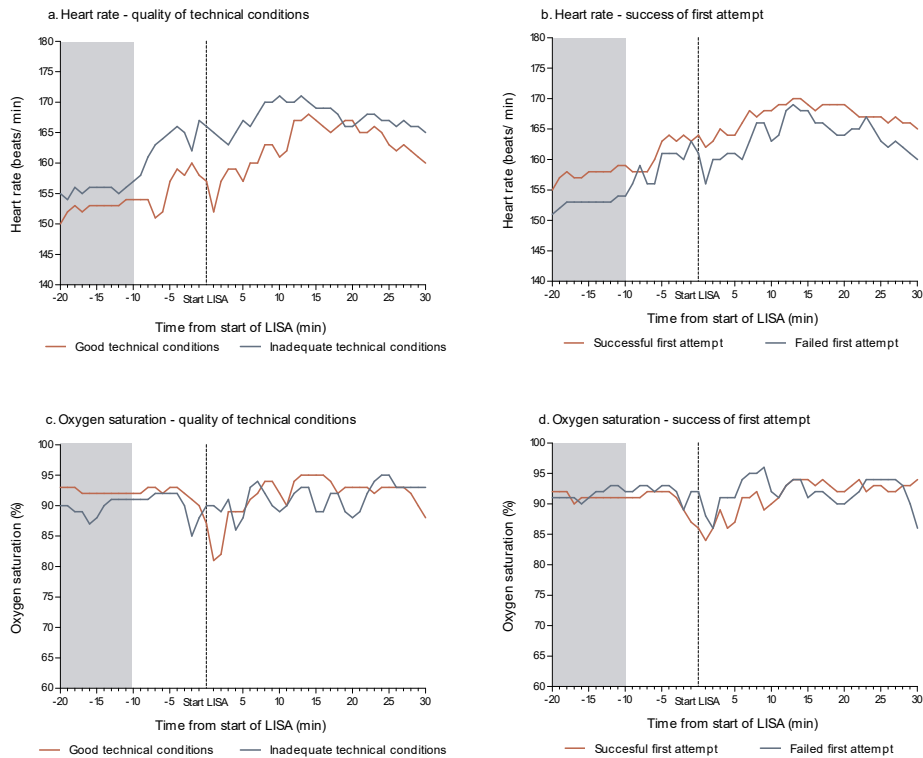 a. Heart rate - quality of technical conditions
180
175
170
165
160
155
150
145
140
Heart rate (beats/ min)
-20 -15 -10 -5 Start LISA 5 10 15 20 25 30
Time from start of LISA (min)
Good technical conditions Inadequate technical conditions
b. Heart rate - success of first attempt
180
175
170
165
160
155
150
145
140
Heart rate (beats/ min)
-20 -15 -10 -5 Start LISA 5 10 15 20 25 30
Time from start of LISA (min)
Successful first attempt Failed first attempt
c. Oxygen saturation - quality of technical conditions
100
95
90
85
80
75
70
65
60
Oxygen saturation (%)
-20 -15 -10 -5 Start LISA 5 10 15 20 25 30
Time from start of LISA (min)
Good technical conditions Inadequate technical conditions
d. Oxygen saturation - success of first attempt
100
95
90
85
80
75
70
65
60
Oxygen saturation (%)
-20 -15 -10 -5 Start LISA 5 10 15 20 25 30
Time from start of LISA (min)
Succesful first attempt Failed first attempt